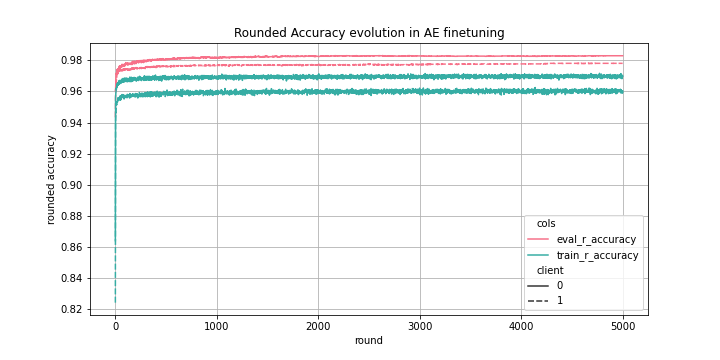 Rounded Accuracy evolution in AE finetuning
rounded accuracy
0.98
0.96
0.94
0.92
0.90
0.88
0.86
0.84
0.82
cols
eval_r_accuracy
train_r_accuracy
client
0
1
0
1000
2000
3000
4000
5000
round